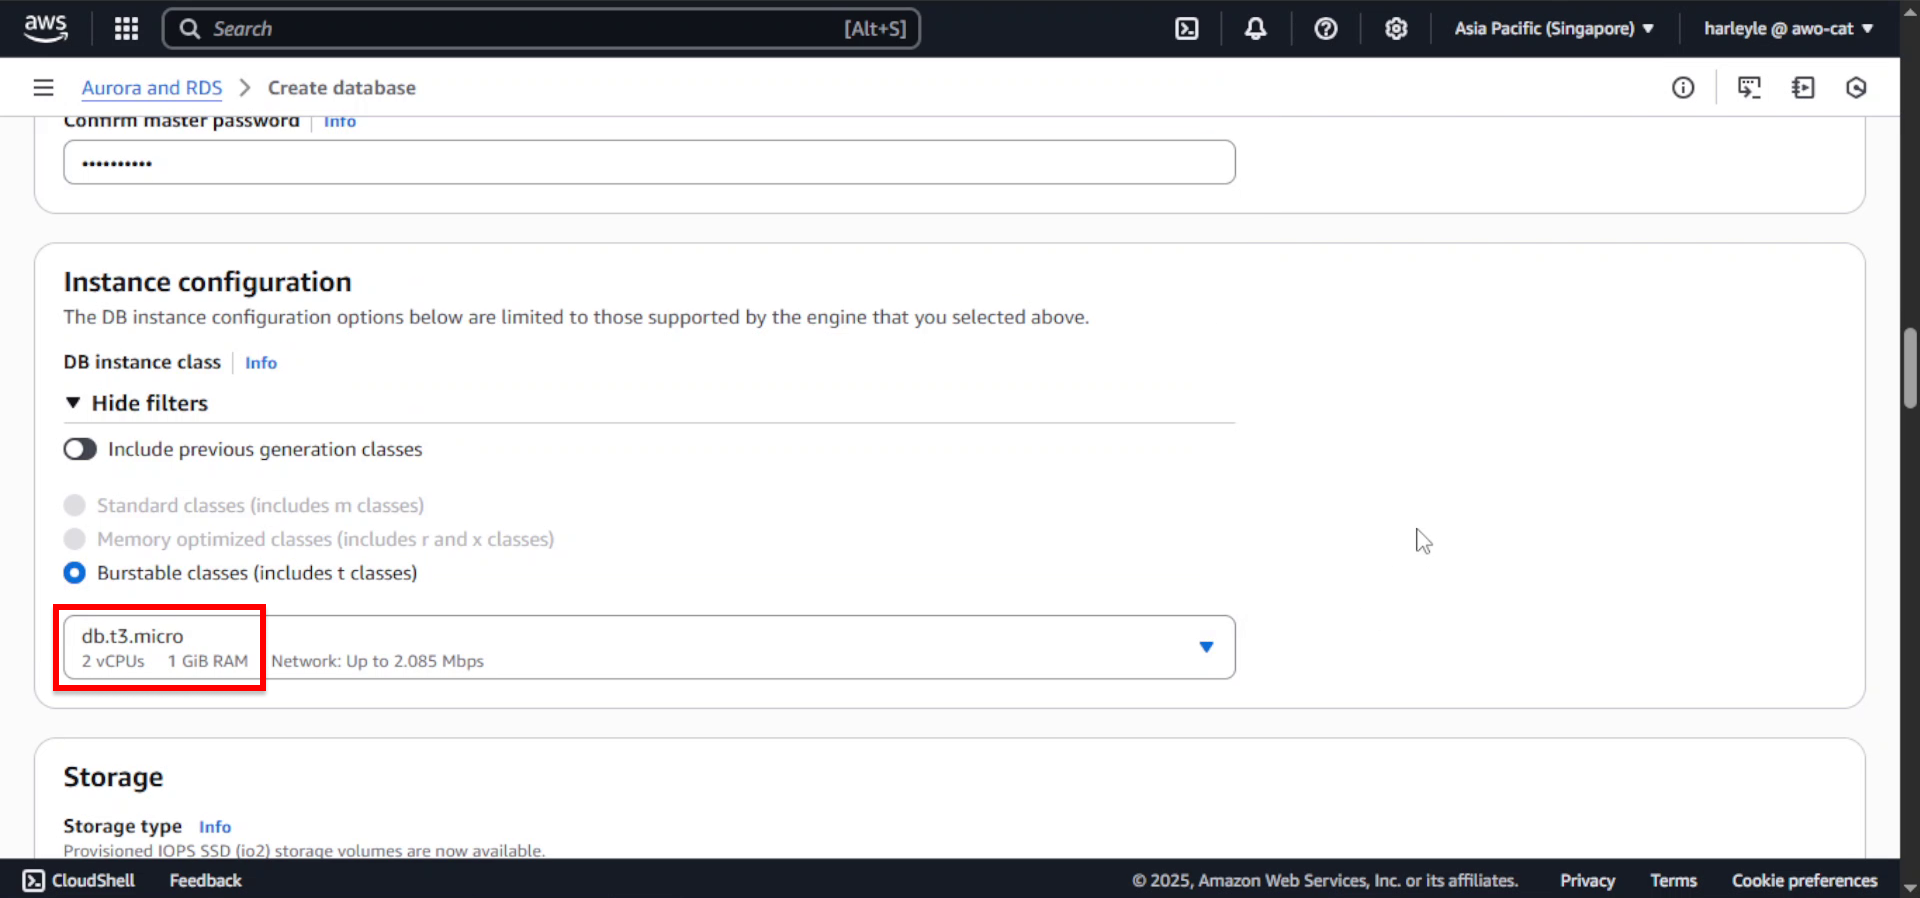 aws
Search [Alt+S]
Asia Pacific (Singapore) ▼
harleyle @ awo-cat ▼
Aurora and RDS > Create database
Confirm master password | Info
••••••••••
Instance configuration
The DB instance configuration options below are limited to those supported by the engine that you selected above.
DB instance class | Info
▼ Hide filters
Include previous generation classes
Standard classes (includes m classes)
Memory optimized classes (includes r and x classes)
Burstable classes (includes t classes)
db.t3.micro
2 vCPUs 1 GiB RAM Network: Up to 2.085 Mbps
Storage
Storage type Info
Provisioned IOPS SSD (io2) storage volumes are now available.
CloudShell Feedback © 2025, Amazon Web Services, Inc. or its affiliates. Privacy Terms Cookie preferences